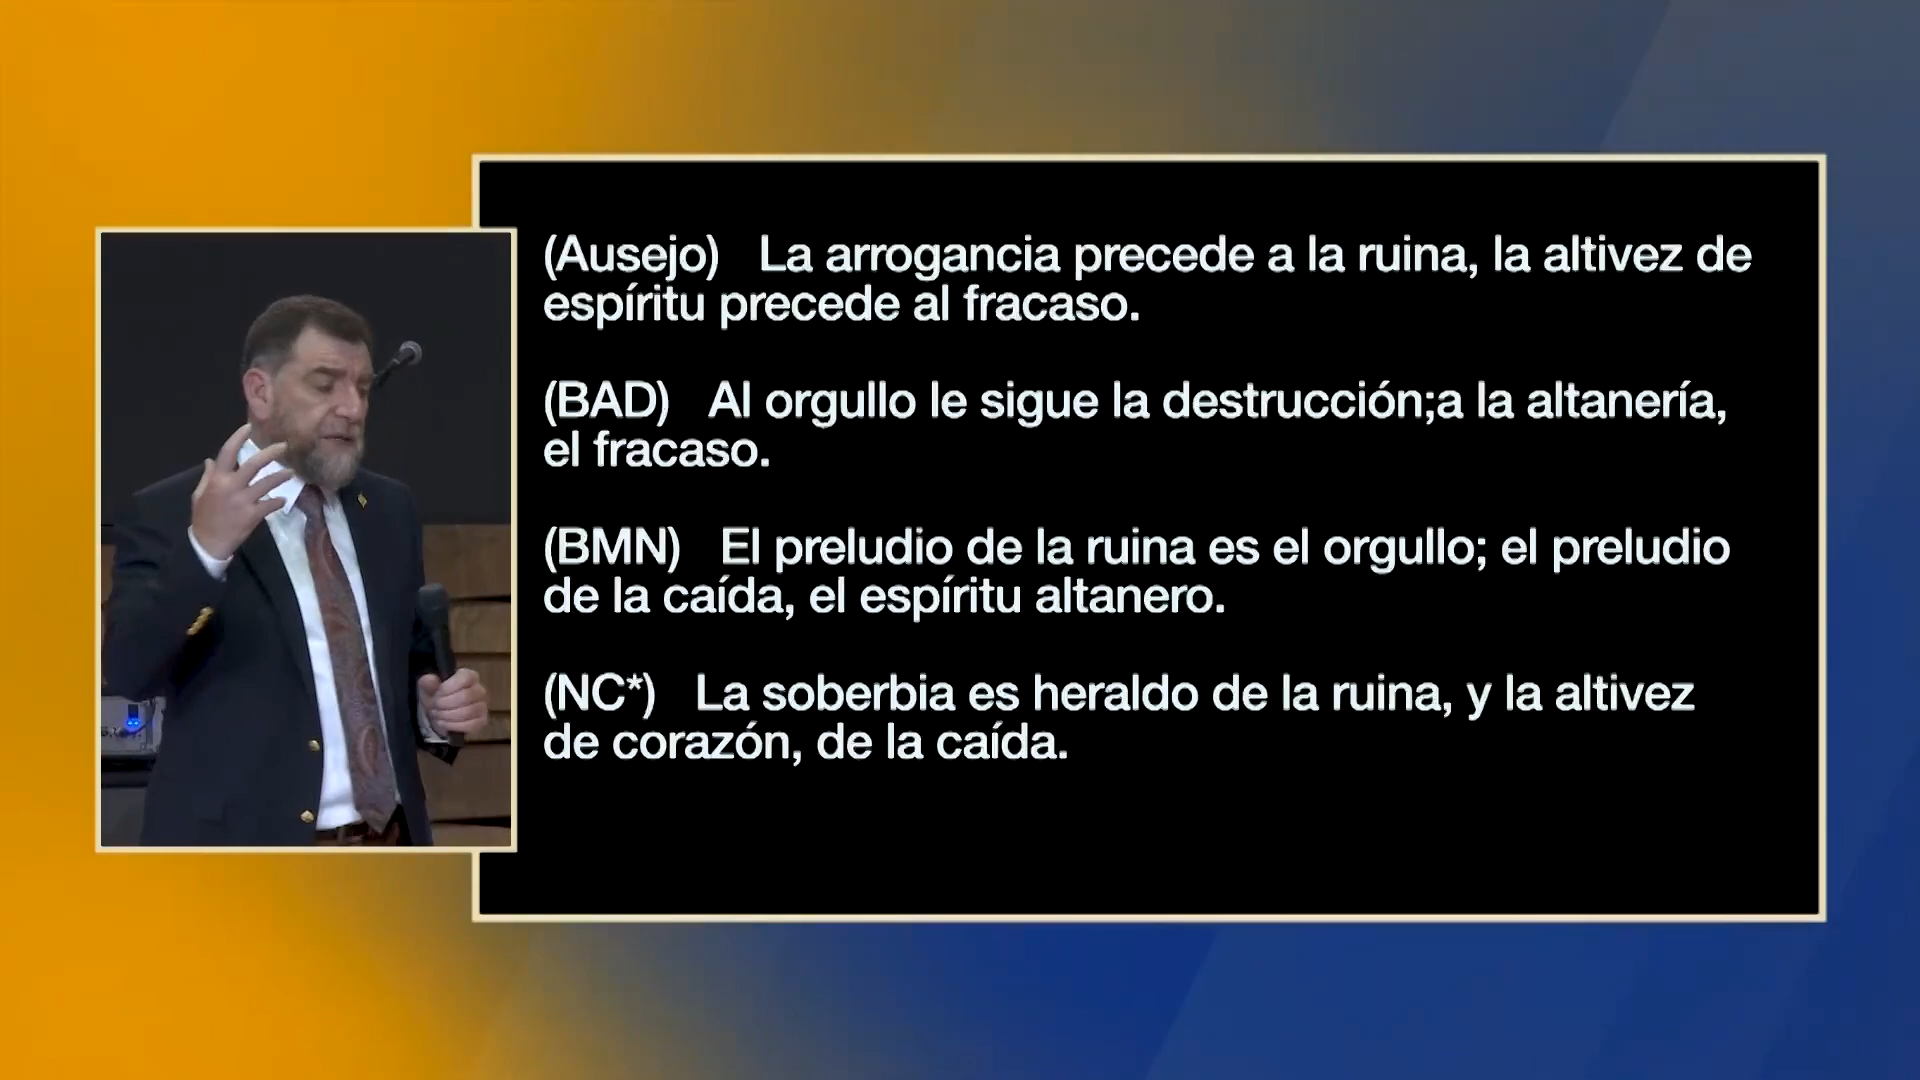 (Ausejo) La arrogancia precede a la ruina, la altivez de
espíritu precede al fracaso.
(BAD) Al orgullo le sigue la destrucción;a la altanería,
el fracaso.
(BMN) El preludio de la ruina es el orgullo; el preludio
de la caída, el espíritu altanero.
(NC*) La soberbia es heraldo de la ruina, y la altivez
de corazón, de la caída.